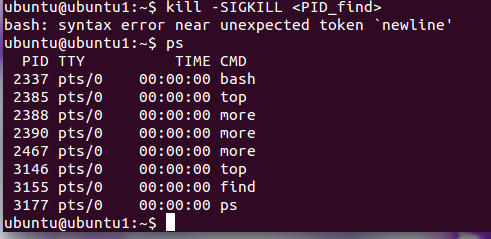 ubuntu@ubuntu1:~$ kill -SIGKILL <PID_find>
bash: syntax error near unexpected token `newline'
ubuntu@ubuntu1:~$ ps
  PID TTY          TIME CMD
 2337 pts/0    00:00:00 bash
 2385 pts/0    00:00:00 top
 2388 pts/0    00:00:00 more
 2390 pts/0    00:00:00 more
 2467 pts/0    00:00:00 more
 3146 pts/0    00:00:00 top
 3155 pts/0    00:00:00 find
 3177 pts/0    00:00:00 ps
ubuntu@ubuntu1:~$